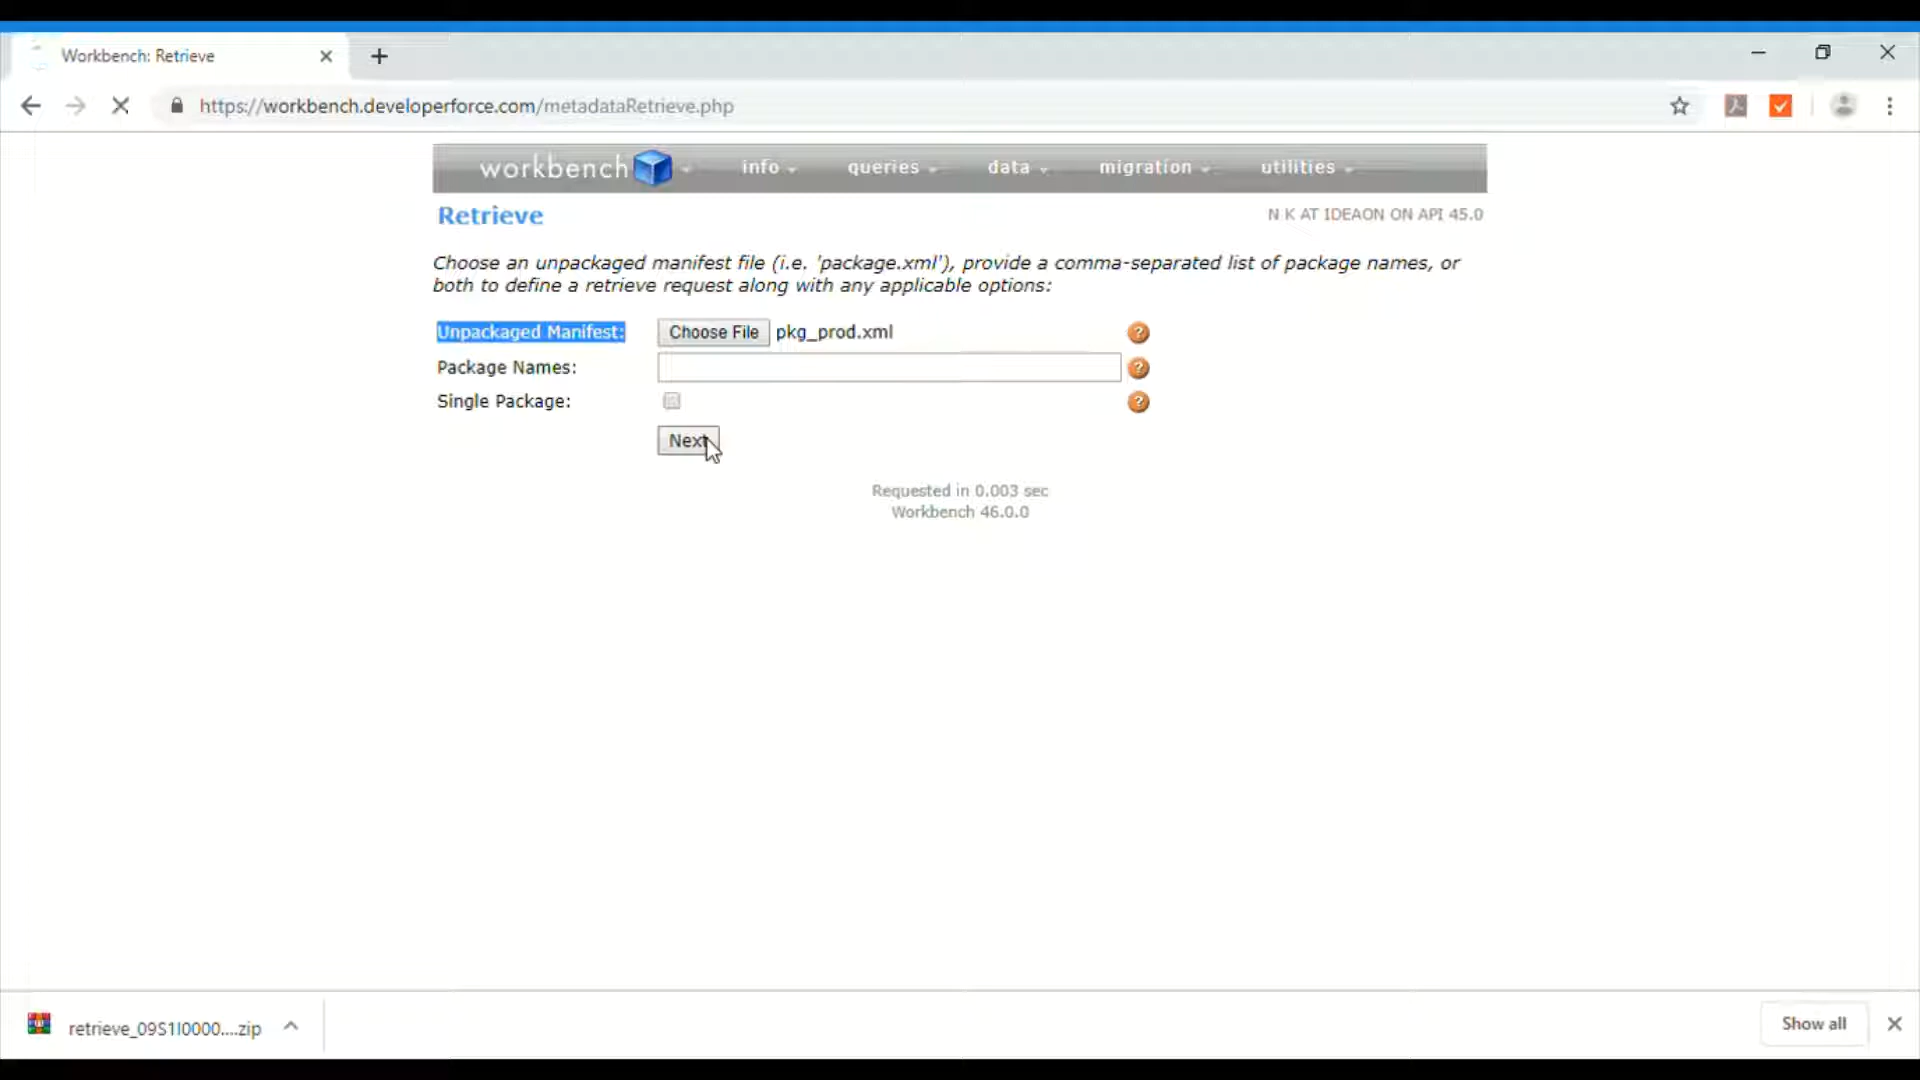 Workbench: Retrieve
https://workbench.developerforce.com/metadataRetrieve.php
workbench info queries data migration utilities
Retrieve
N K AT IDEAON ON API 45.0
Choose an unpackaged manifest file (i.e. 'package.xml'), provide a comma-separated list of package names, or
both to define a retrieve request along with any applicable options:
Unpackaged Manifest: Choose File pkg_prod.xml
Package Names:
Single Package:
Next
Requested in 0.003 sec
Workbench 46.0.0
retrieve_09S1I0000....zip
Show all